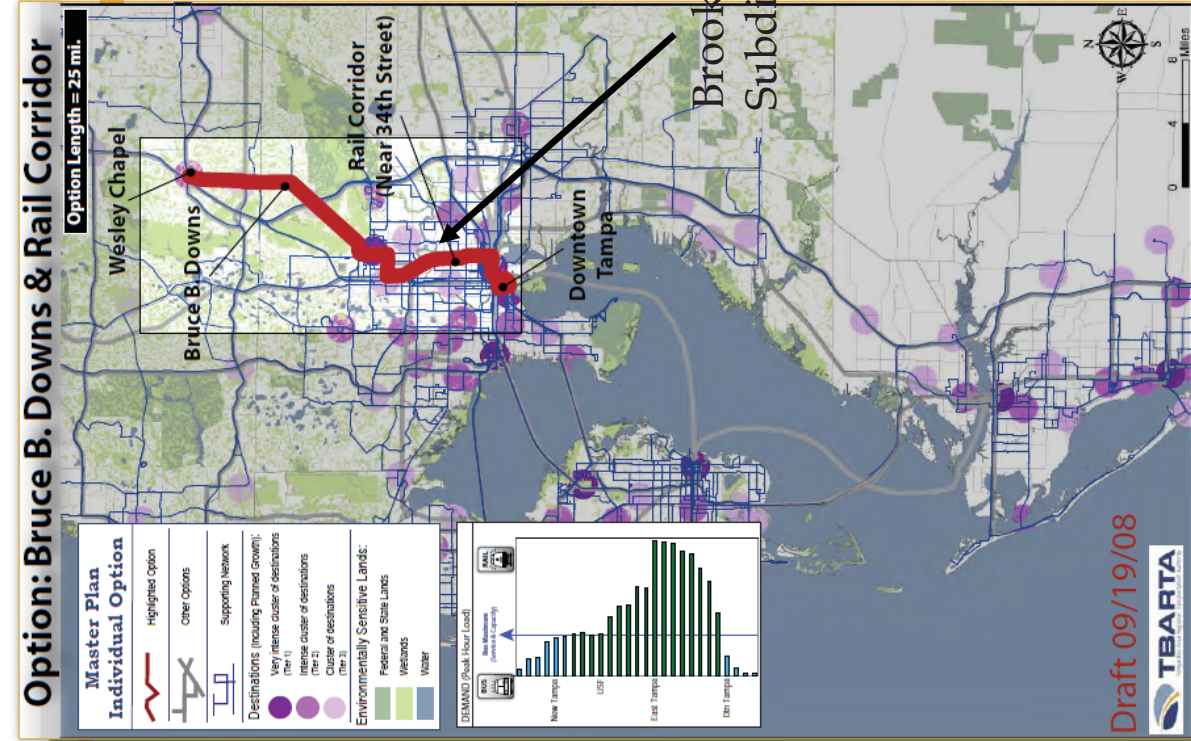 Option: Bruce B. Downs & Rail Corridor
Option Length = 25 mi.
Wesley Chapel
Bruce B. Downs
Rail Corridor
(Near 34th Street)
Downtown
Tampa
Brook
Subdi
Master Plan
Individual Option
Highlighted Option
Other Options
Supporting Network
Destinations (Including Planned Growth):
Very intense cluster of destinations
(Tier 1)
Intense cluster of destinations
(Tier 2)
Cluster of destinations
(Tier 3)
Environmentally Sensitive Lands:
Federal and State Lands
Wetlands
Water
DEMAND (Peak Hour Load)
BUS
Bus Maximum
(Service & Capacity)
RAIL
New Tampa
USF
East Tampa
Dtn Tampa
N
W
E
S
0 4 8
Miles
Draft 09/19/08
TBARTA